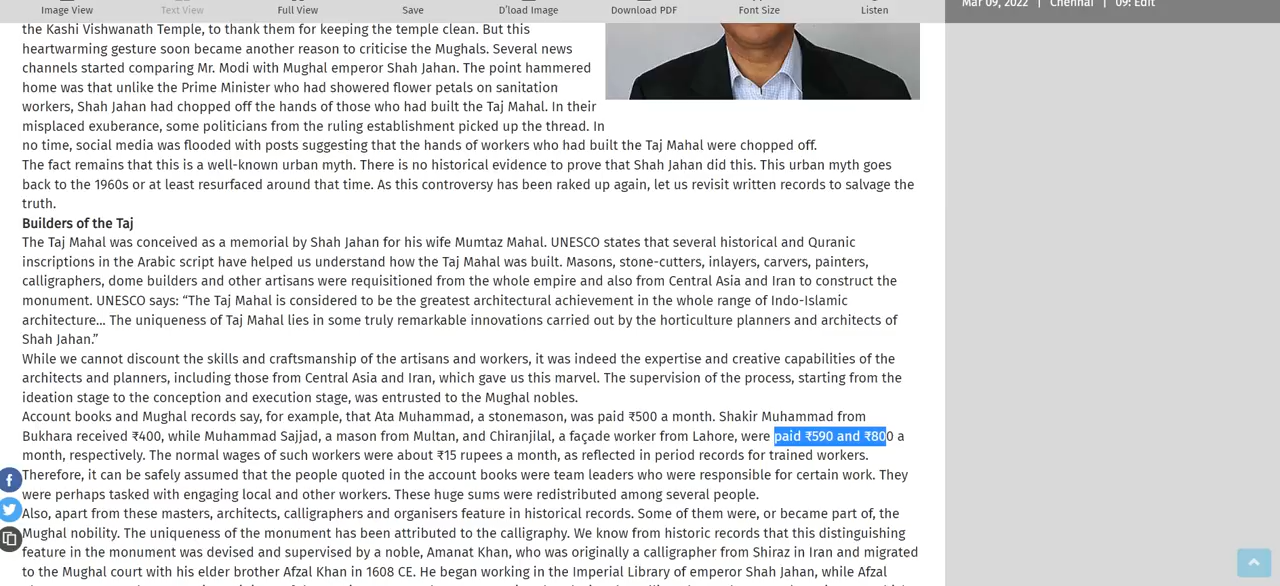 Image View
Text View
Full View
Save
D'load Image
Download PDF
Font Size
Listen
Mar 09, 2022 | Chennai | 09: Edit
the Kashi Vishwanath Temple, to thank them for keeping the temple clean. But this
heartwarming gesture soon became another reason to criticise the Mughals. Several news
channels started comparing Mr. Modi with Mughal emperor Shah Jahan. The point hammered
home was that unlike the Prime Minister who had showered flower petals on sanitation
workers, Shah Jahan had chopped off the hands of those who had built the Taj Mahal. In their
misplaced exuberance, some politicians from the ruling establishment picked up the thread. In
no time, social media was flooded with posts suggesting that the hands of workers who had built the Taj Mahal were chopped off.
The fact remains that this is a well-known urban myth. There is no historical evidence to prove that Shah Jahan did this. This urban myth goes
back to the 1960s or at least resurfaced around that time. As this controversy has been raked up again, let us revisit written records to salvage the
truth.
Builders of the Taj
The Taj Mahal was conceived as a memorial by Shah Jahan for his wife Mumtaz Mahal. UNESCO states that several historical and Quranic
inscriptions in the Arabic script have helped us understand how the Taj Mahal was built. Masons, stone-cutters, inlayers, carvers, painters,
calligraphers, dome builders and other artisans were requisitioned from the whole empire and also from Central Asia and Iran to construct the
monument. UNESCO says: “The Taj Mahal is considered to be the greatest architectural achievement in the whole range of Indo-Islamic
architecture… The uniqueness of Taj Mahal lies in some truly remarkable innovations carried out by the horticulture planners and architects of
Shah Jahan.”
While we cannot discount the skills and craftsmanship of the artisans and workers, it was indeed the expertise and creative capabilities of the
architects and planners, including those from Central Asia and Iran, which gave us this marvel. The supervision of the process, starting from the
ideation stage to the conception and execution stage, was entrusted to the Mughal nobles.
Account books and Mughal records say, for example, that Ata Muhammad, a stonemason, was paid ₹500 a month. Shakir Muhammad from
Bukhara received ₹400, while Muhammad Sajjad, a mason from Multan, and Chiranjilal, a façade worker from Lahore, were paid ₹590 and ₹800 a
month, respectively. The normal wages of such workers were about ₹15 rupees a month, as reflected in period records for trained workers.
Therefore, it can be safely assumed that the people quoted in the account books were team leaders who were responsible for certain work. They
were perhaps tasked with engaging local and other workers. These huge sums were redistributed among several people.
Also, apart from these masters, architects, calligraphers and organisers feature in historical records. Some of them were, or became part of, the
Mughal nobility. The uniqueness of the monument has been attributed to the calligraphy. We know from historic records that this distinguishing
feature in the monument was devised and supervised by a noble, Amanat Khan, who was originally a calligrapher from Shiraz in Iran and migrated
to the Mughal court with his elder brother Afzal Khan in 1608 CE. He began working in the Imperial Library of emperor Shah Jahan, while Afzal